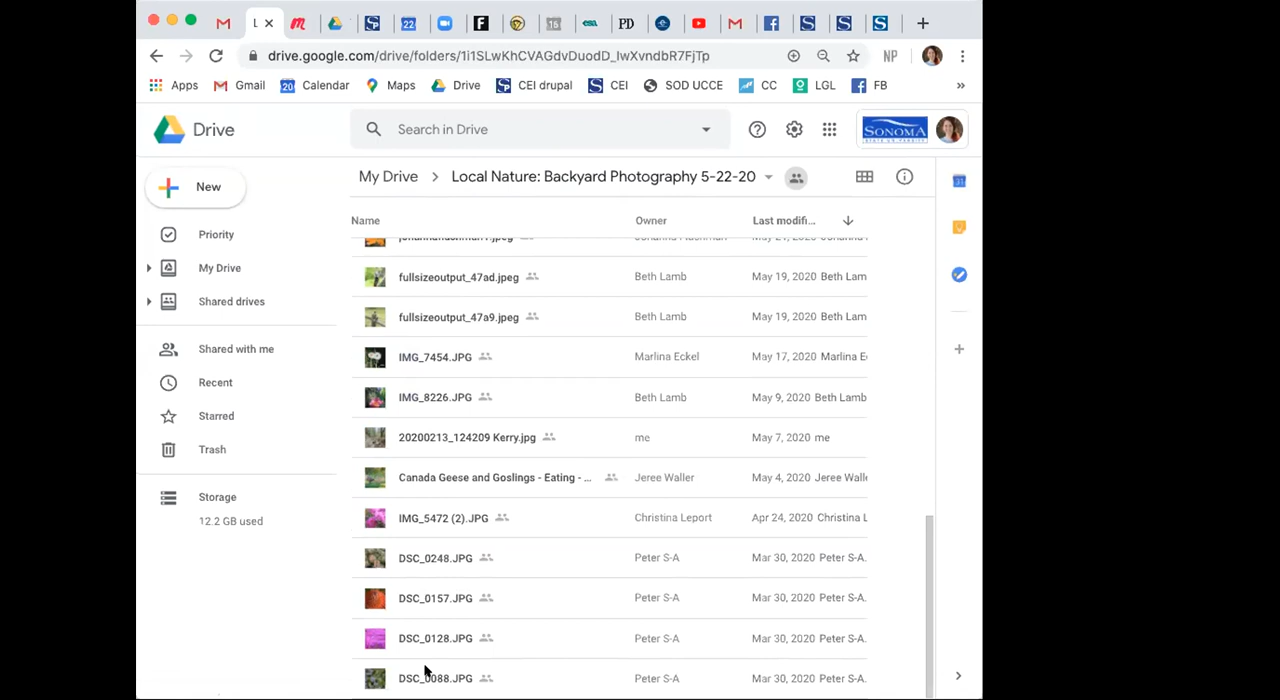 L
22
F
15
esa
PD
drive.google.com/drive/folders/1i1SLwKhCVAGdvDuodD_IwXvndbR7FjTp
NP
Apps Gmail Calendar Maps Drive CEI drupal CEI SOD UCCE CC LGL FB »
Drive
Search in Drive
SONOMA
New
My Drive > Local Nature: Backyard Photography 5-22-20
Name Owner Last modifi...
Priority
My Drive
Shared drives
Shared with me
Recent
Starred
Trash
Storage
12.2 GB used
fullsizeoutput_47ad.jpeg Beth Lamb May 19, 2020 Beth Lam
fullsizeoutput_47a9.jpeg Beth Lamb May 19, 2020 Beth Lam
IMG_7454.JPG Marlina Eckel May 17, 2020 Marlina E
IMG_8226.JPG Beth Lamb May 9, 2020 Beth Lamb
20200213_124209 Kerry.jpg me May 7, 2020 me
Canada Geese and Goslings - Eating - ... Jeree Waller May 4, 2020 Jeree Walle
IMG_5472 (2).JPG Christina Leport Apr 24, 2020 Christina L
DSC_0248.JPG Peter S-A Mar 30, 2020 Peter S-A.
DSC_0157.JPG Peter S-A Mar 30, 2020 Peter S-A.
DSC_0128.JPG Peter S-A Mar 30, 2020 Peter S-A.
DSC_0088.JPG Peter S-A Mar 30, 2020 Peter S-A.